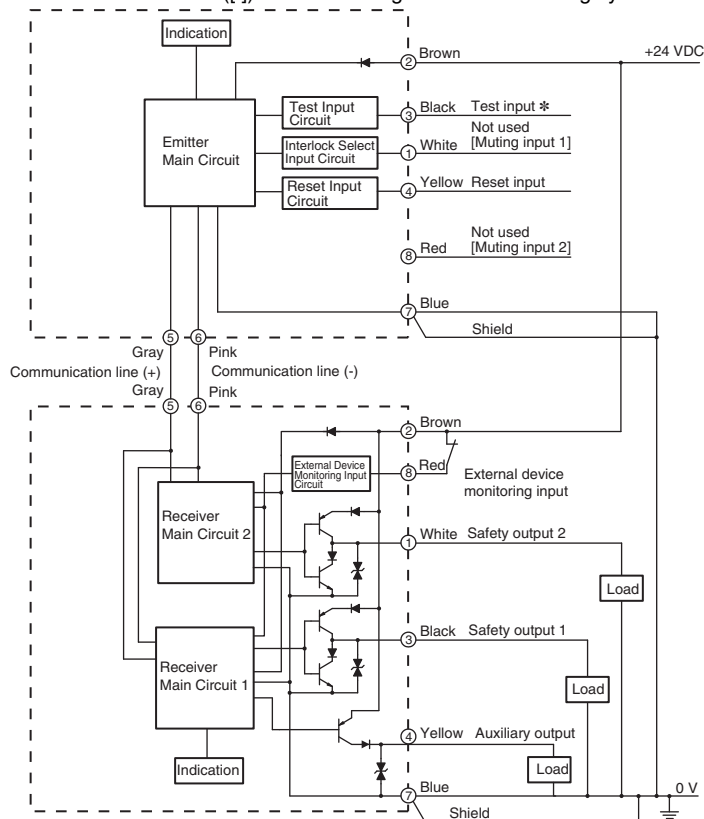 Indication
② Brown
+24 VDC
Test Input
Circuit
③ Black Test input *
Emitter
Main Circuit
Interlock Select
Input Circuit
① White
Not used
[Muting input 1]
Reset Input
Circuit
④ Yellow Reset input
⑧ Red
Not used
[Muting input 2]
⑦ Blue
Shield
⑤ ⑥
Gray Pink
Communication line (+) Communication line (-)
Gray Pink
⑤ ⑥
② Brown
External Device
Monitoring Input
Circuit
⑧ Red
External device
monitoring input
Receiver
Main Circuit 2
① White Safety output 2
Load
③ Black Safety output 1
Receiver
Main Circuit 1
Load
④ Yellow Auxiliary output
Indication
Load
⑦ Blue
0 V
Shield